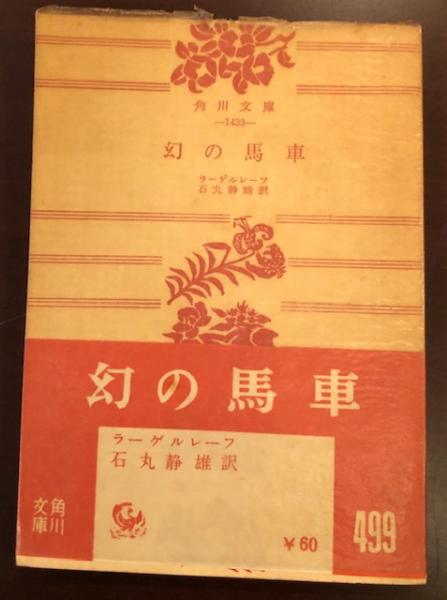 角川文庫
—1433—
幻の馬車
ラーゲルレーフ
石丸静雄訳
幻の馬車
ラーゲルレーフ
石丸静雄訳
角川
文庫
¥60
499